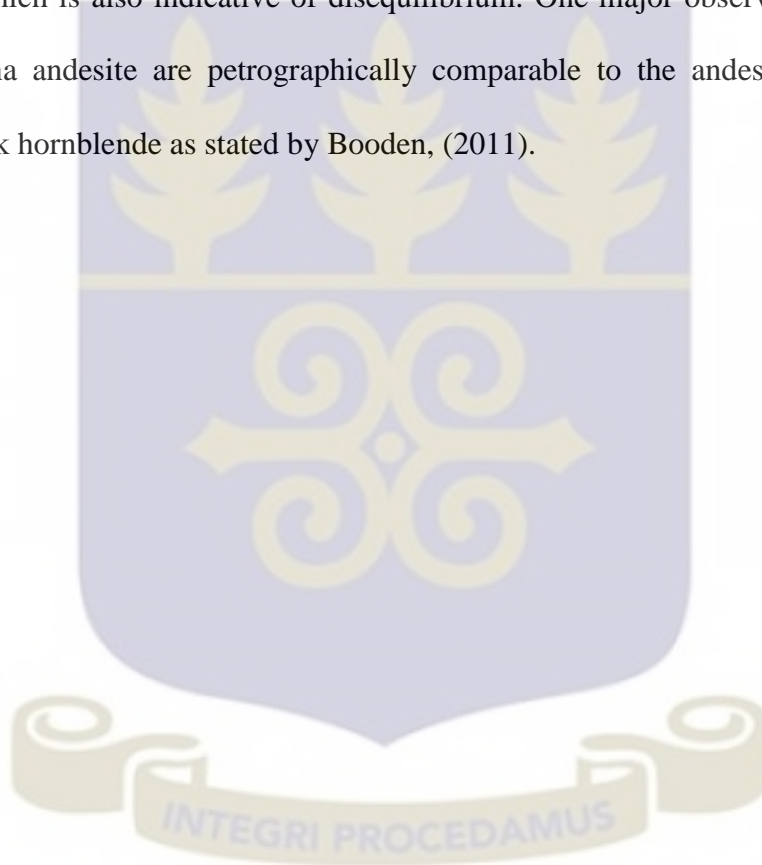 is also indicative of disequilibrium. One major observ
andesite are petrographically comparable to the andes
hornblende as stated by Booden, (2011).
INTEGRI PROCEDAMUS